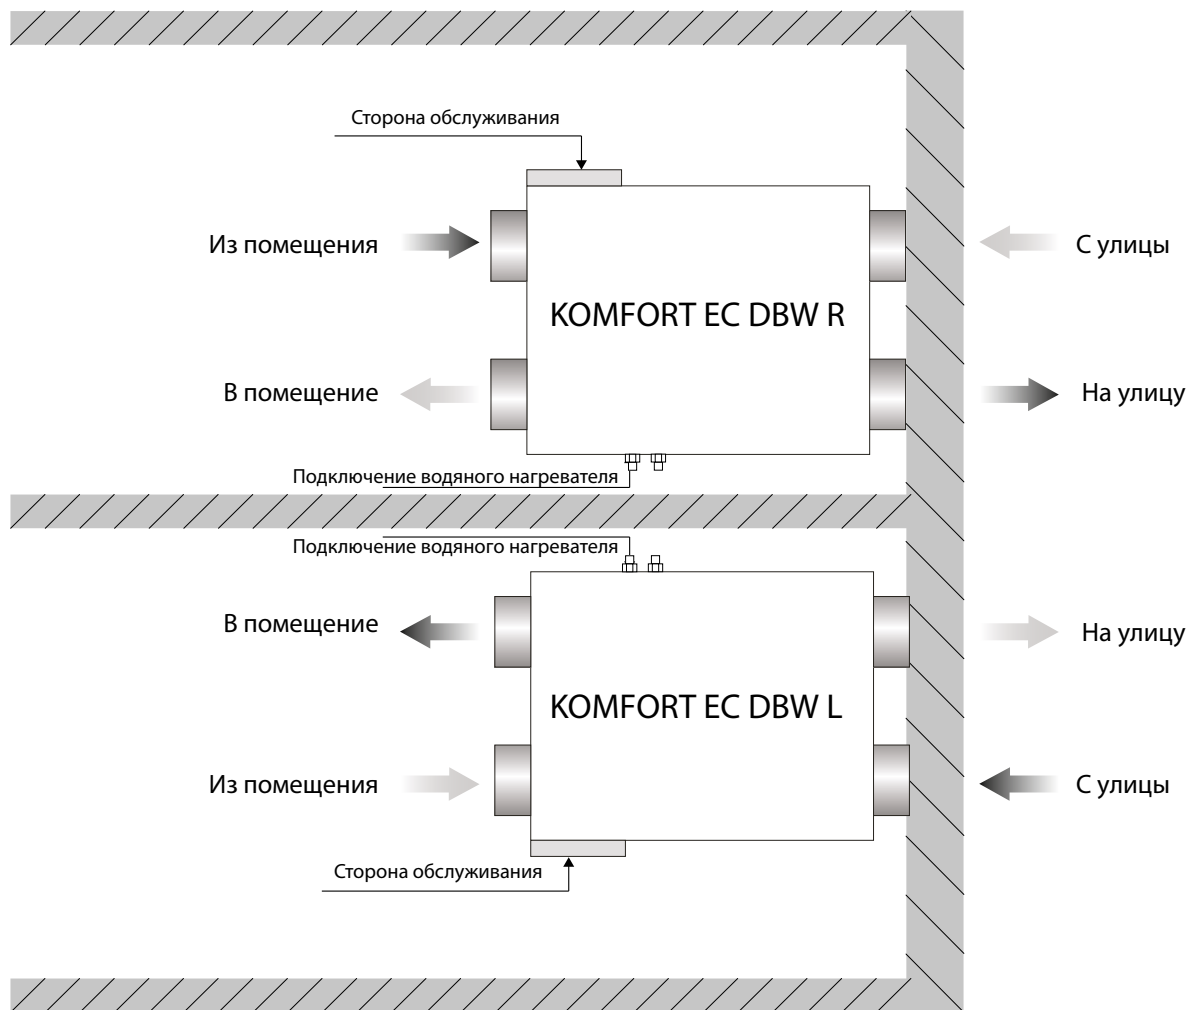 Сторона обслуживания
Из помещения
С улицы
KOMFORT EC DBW R
В помещение
На улицу
Подключение водяного нагревателя
Подключение водяного нагревателя
В помещение
На улицу
KOMFORT EC DBW L
Из помещения
С улицы
Сторона обслуживания